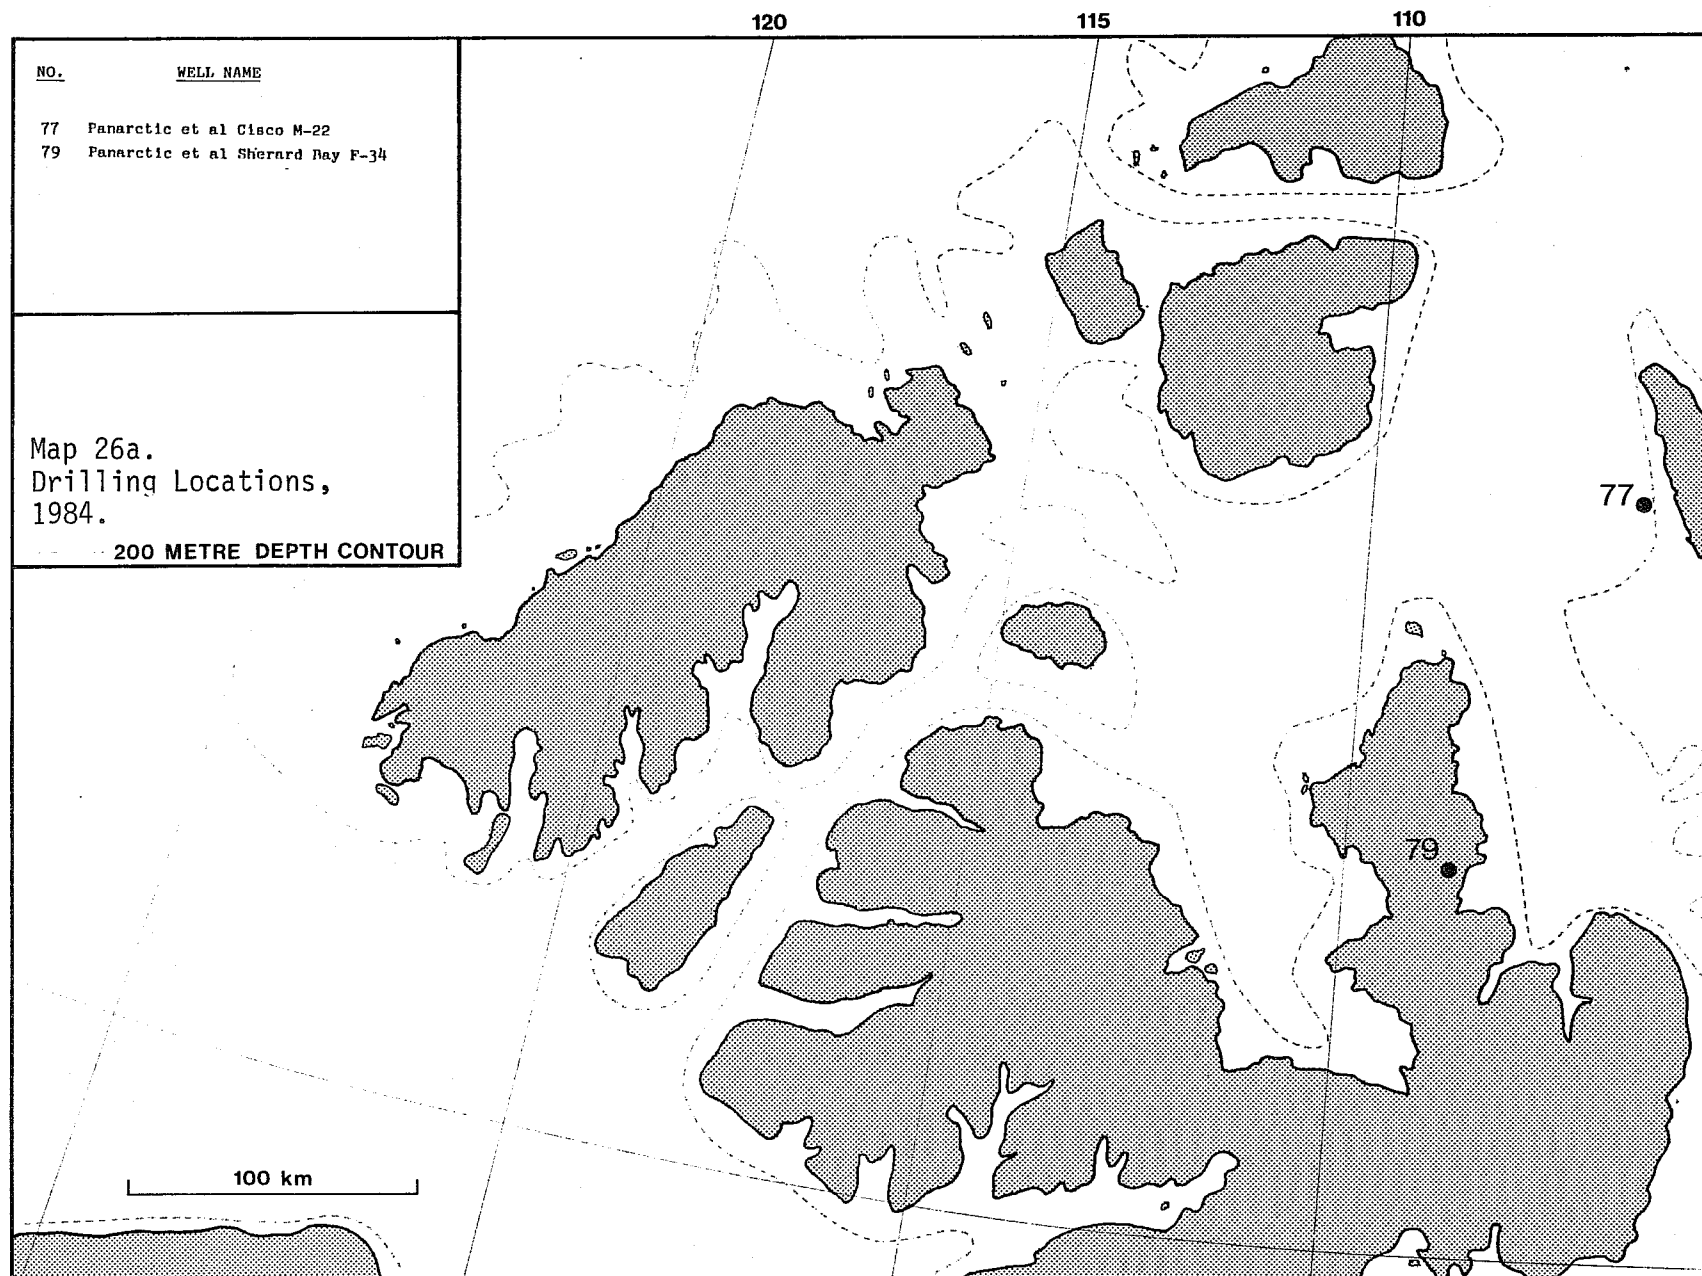 120 115 110
NO. WELL NAME
77 Panarctic et al Cisco M-22
79 Panarctic et al Sherard Bay F-34
Map 26a.
Drilling Locations,
1984.
200 METRE DEPTH CONTOUR
77
79
100 km